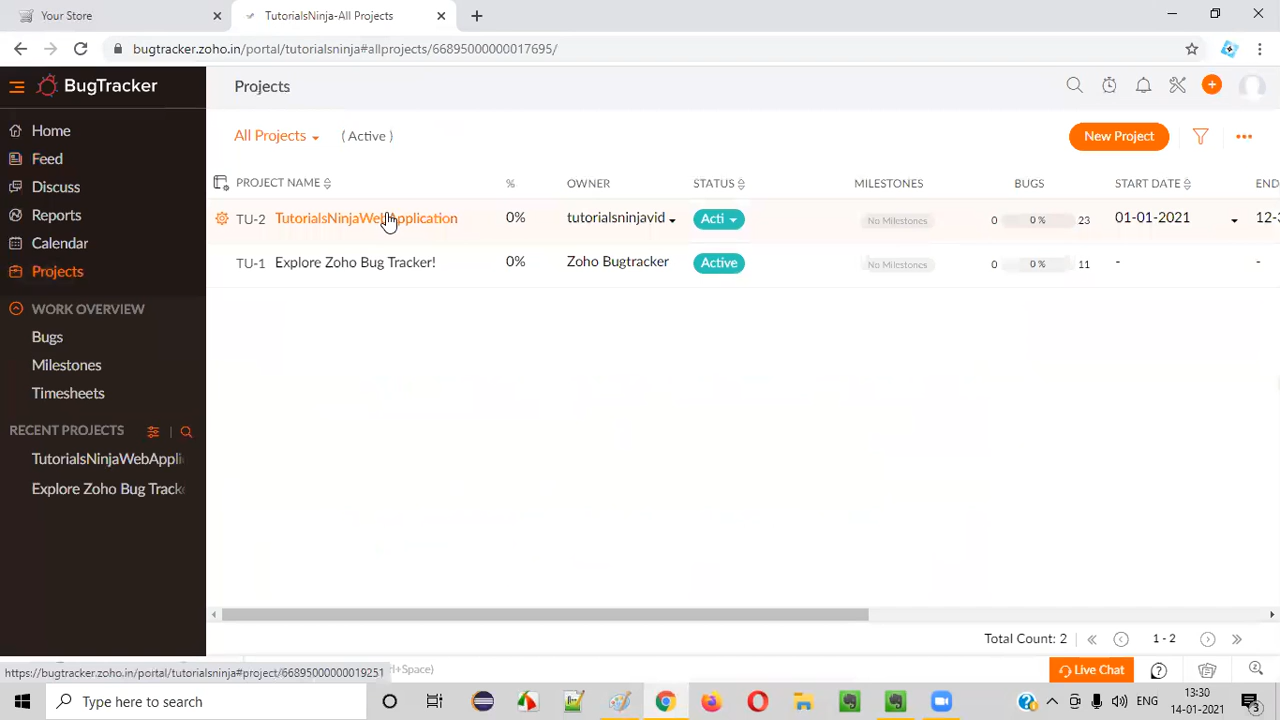 Your Store
TutorialsNinja-All Projects
bugtracker.zoho.in/portal/tutorialsninja#allprojects/66895000000017695/
BugTracker
Projects
Home
Feed
Discuss
Reports
Calendar
Projects
WORK OVERVIEW
Bugs
Milestones
Timesheets
RECENT PROJECTS
TutorialsNinjaWebAppli
Explore Zoho Bug Track
All Projects (Active)
New Project
PROJECT NAME % OWNER STATUS MILESTONES BUGS START DATE END
TU-2 TutorialsNinjaWebApplication 0% tutorialsninjavid Acti No Milestones 0 0 % 23 01-01-2021 12-3
TU-1 Explore Zoho Bug Tracker! 0% Zoho Bugtracker Active No Milestones 0 0 % 11 - -
Total Count: 2 1 - 2
https://bugtracker.zoho.in/portal/tutorialsninja#project/66895000000019251
rl+Space)
Live Chat
Type here to search
ENG
13:30
14-01-2021
3